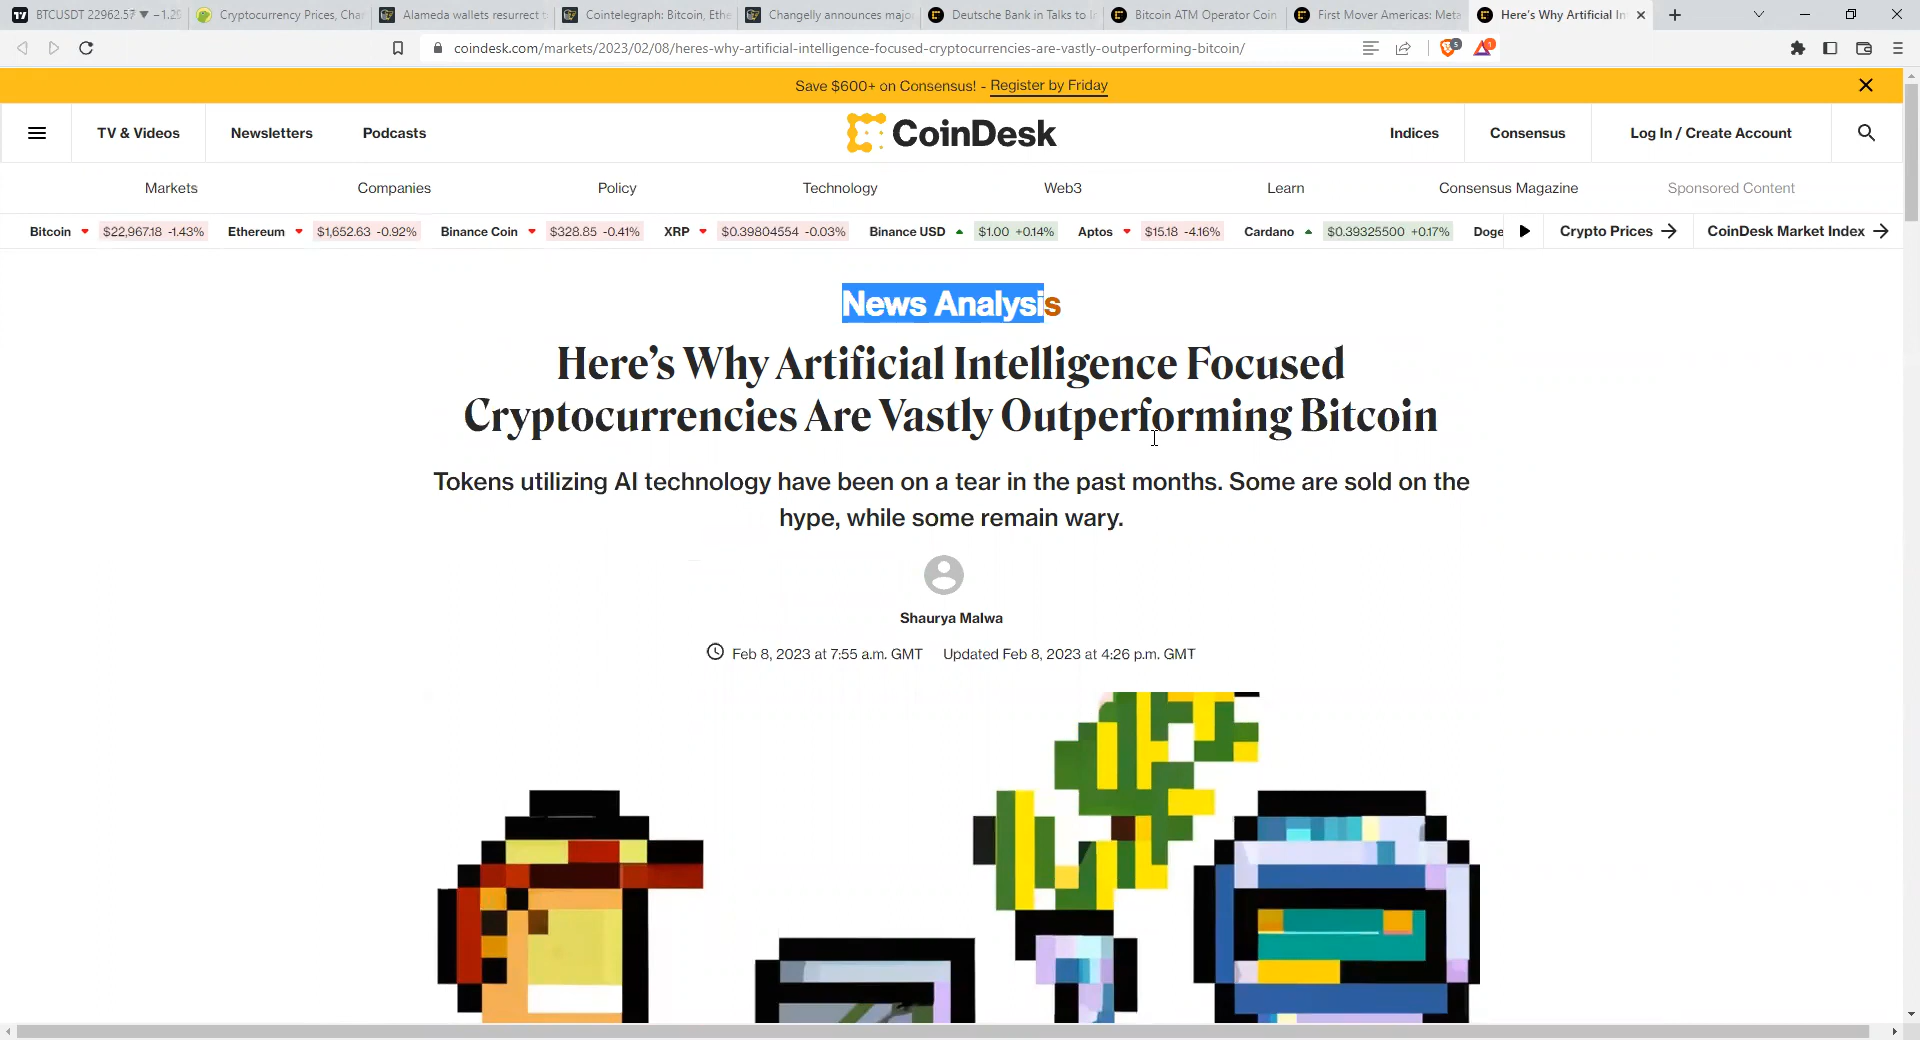 BTCUSDT 22962.57 ▼ −1.29
Cryptocurrency Prices, Char
Alameda wallets resurrect
Cointelegraph: Bitcoin, Ethe
Changelly announces majo
Deutsche Bank in Talks to I
Bitcoin ATM Operator Coin
First Mover Americas: Meta
Here's Why Artificial In
coindesk.com/markets/2023/02/08/heres-why-artificial-intelligence-focused-cryptocurrencies-are-vastly-outperforming-bitcoin/
5
1
Save $600+ on Consensus! - Register by Friday
TV & Videos
Newsletters
Podcasts
CoinDesk
Indices
Consensus
Log In / Create Account
Markets
Companies
Policy
Technology
Web3
Learn
Consensus Magazine
Sponsored Content
Bitcoin $22,967.18 -1.43%
Ethereum $1,652.63 -0.92%
Binance Coin $328.85 -0.41%
XRP $0.39804554 -0.03%
Binance USD $1.00 +0.14%
Aptos $15.18 -4.16%
Cardano $0.39325500 +0.17%
Doge
Crypto Prices
CoinDesk Market Index
News Analysis
Here's Why Artificial Intelligence Focused
Cryptocurrencies Are Vastly Outperforming Bitcoin
Tokens utilizing AI technology have been on a tear in the past months. Some are sold on the
hype, while some remain wary.
Shaurya Malwa
Feb 8, 2023 at 7:55 a.m. GMT Updated Feb 8, 2023 at 4:26 p.m. GMT